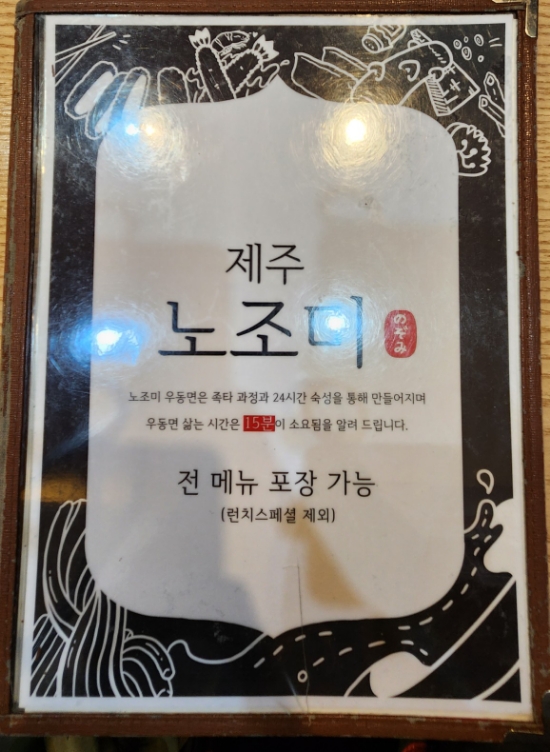 제주
노조미
のぞみ
노조미 우동면은 족타 과정과 24시간 숙성을 통해 만들어지며
우동면 삶는 시간은 15분이 소요됨을 알려 드립니다.
전 메뉴 포장 가능
(런치스페셜 제외)